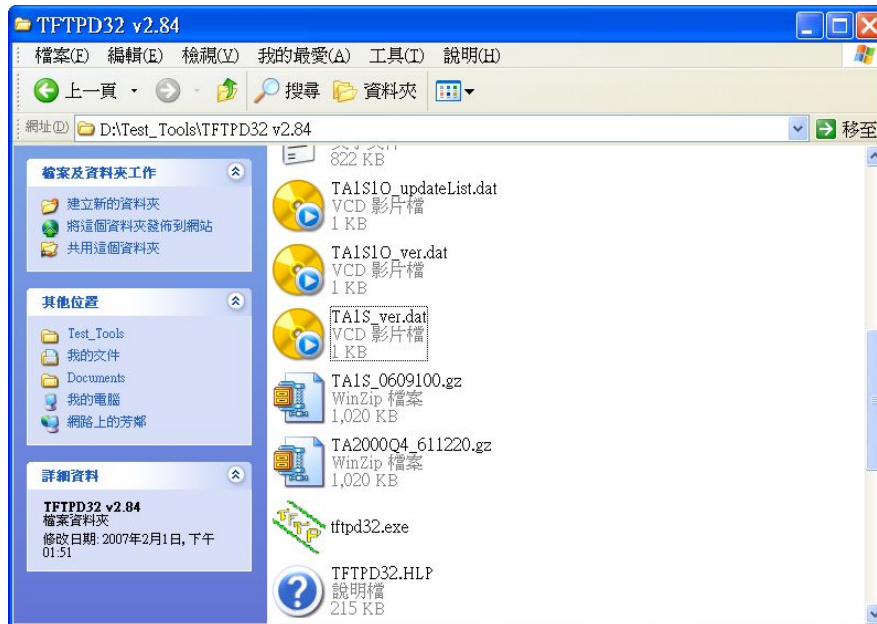 TFTPD32 v2.84
檔案(F) 編輯(E) 檢視(V) 我的最愛(A) 工具(T) 說明(H)
上一頁 搜尋 資料夾
網址(D) D:\Test_Tools\TFTPD32 v2.84 移至
檔案及資料夾工作
建立新的資料夾
將這個資料夾發佈到網站
共用這個資料夾
其他位置
Test_Tools
我的文件
Documents
我的電腦
網路上的芳鄰
詳細資料
TFTPD32 v2.84
檔案資料夾
修改日期: 2007年2月1日, 下午
01:51
822 KB
TA1S1O_updateList.dat
VCD 影片檔
1 KB
TA1S1O_ver.dat
VCD 影片檔
1 KB
TA1S_ver.dat
VCD 影片檔
1 KB
TA1S_0609100.gz
WinZip 檔案
1,020 KB
TA2000Q4_611220.gz
WinZip 檔案
1,020 KB
TFTP
tftpd32.exe
TFTPD32.HLP
說明檔
215 KB